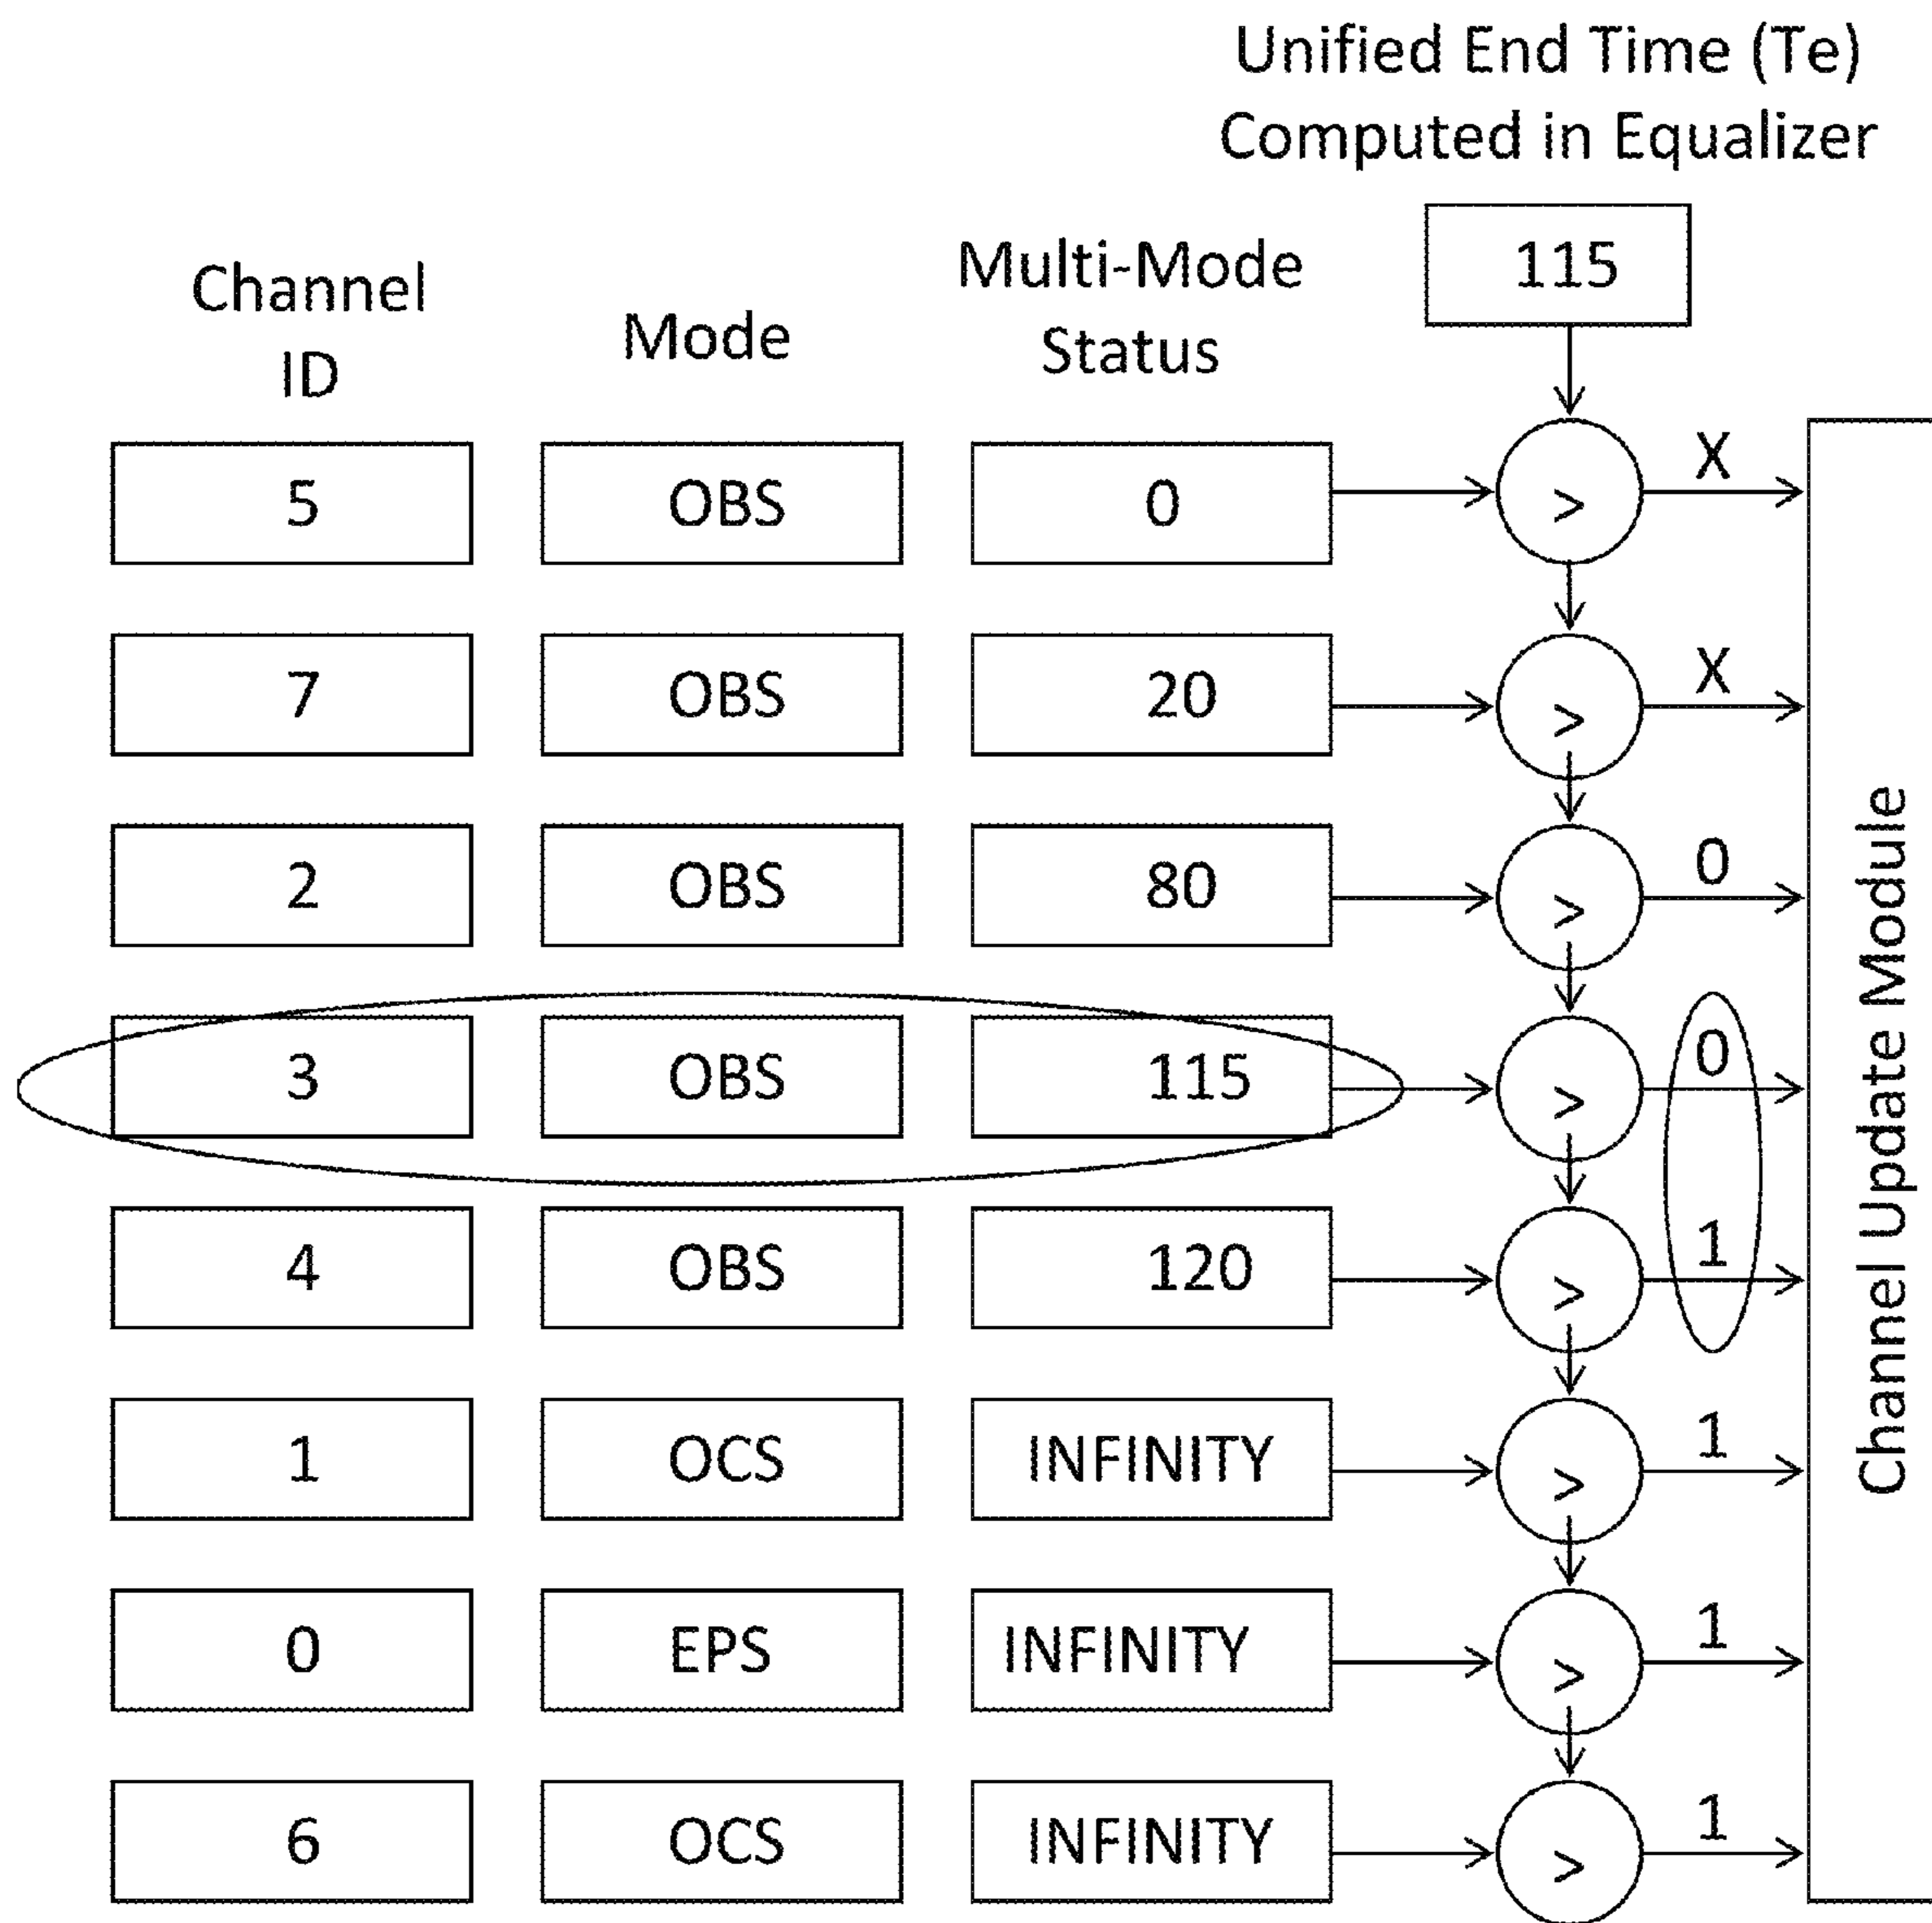 Unified End Time (Te)
Computed in Equalizer
115
Channel
ID
Mode
Multi-Mode
Status
5 OBS 0 > X
7 OBS 20 > X
2 OBS 80 > 0
3 OBS 115 > 0
4 OBS 120 > 1
1 OCS INFINITY > 1
0 EPS INFINITY > 1
6 OCS INFINITY > 1
Channel Update Module